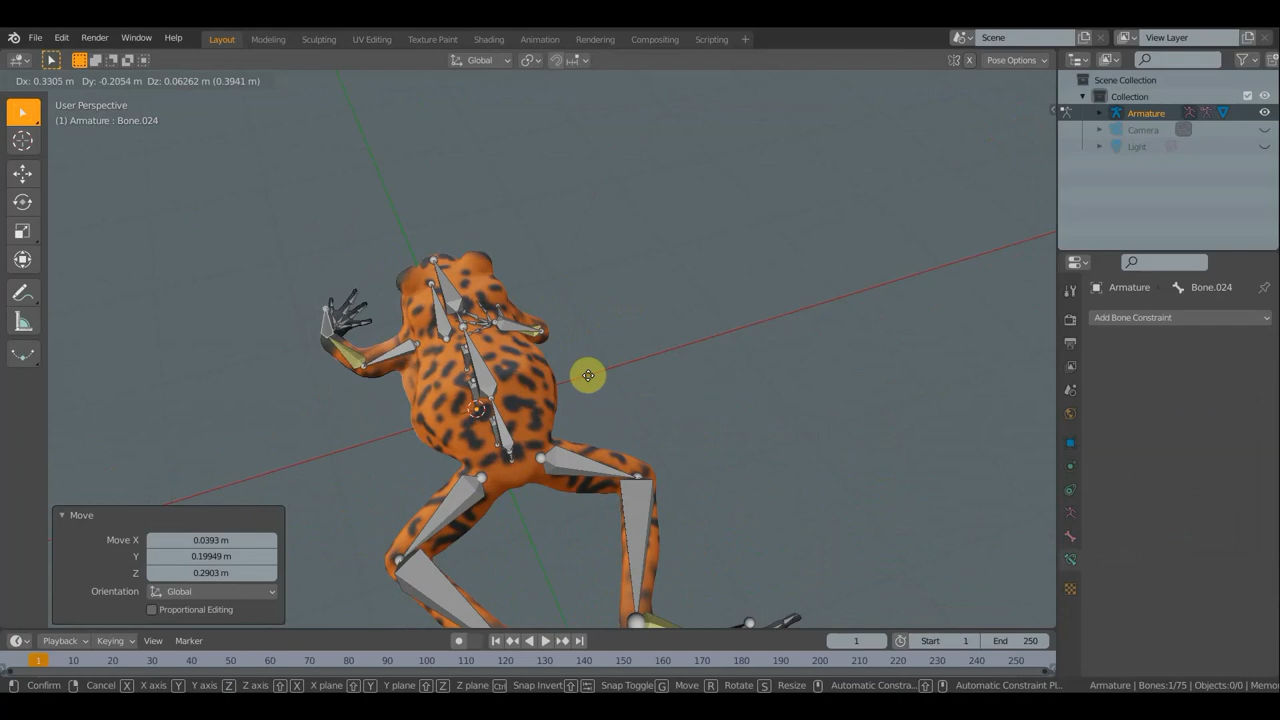 File Edit Render Window Help Layout Modeling Sculpting UV Editing Texture Paint Shading Animation Rendering Compositing Scripting + Scene View Layer
Global Pose Options
Dx: 0.3305 m Dy: -0.2054 m Dz: 0.06262 m (0.3941 m)
User Perspective
(1) Armature : Bone.024
Scene Collection
Collection
Armature
Camera
Light
Armature Bone.024
Add Bone Constraint
Move
Move X 0.0393 m
Y 0.19949 m
Z 0.2903 m
Orientation Global
Proportional Editing
Playback Keying View Marker 1 Start 1 End 250
1 10 20 30 40 50 60 70 80 90 100 110 120 130 140 150 160 170 180 190 200 210 220 230 240 250
Confirm Cancel X X axis Y Y axis Z Z axis X X plane Y Y plane Z Z plane Ctrl Snap Invert Snap Toggle G Move R Rotate S Resize Automatic Constra... Automatic Constraint Pl... Armature | Bones:1/75 | Objects:0/0 | Memo